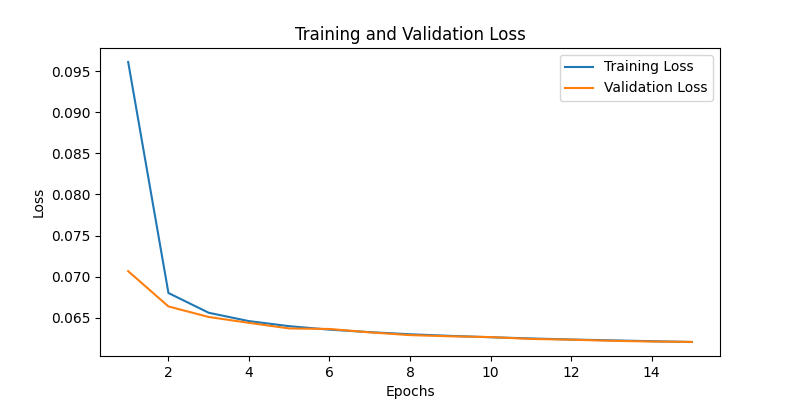 Training and Validation Loss
Training Loss
Validation Loss
0.095
0.090
0.085
0.080
0.075
0.070
0.065
Loss
2 4 6 8 10 12 14
Epochs